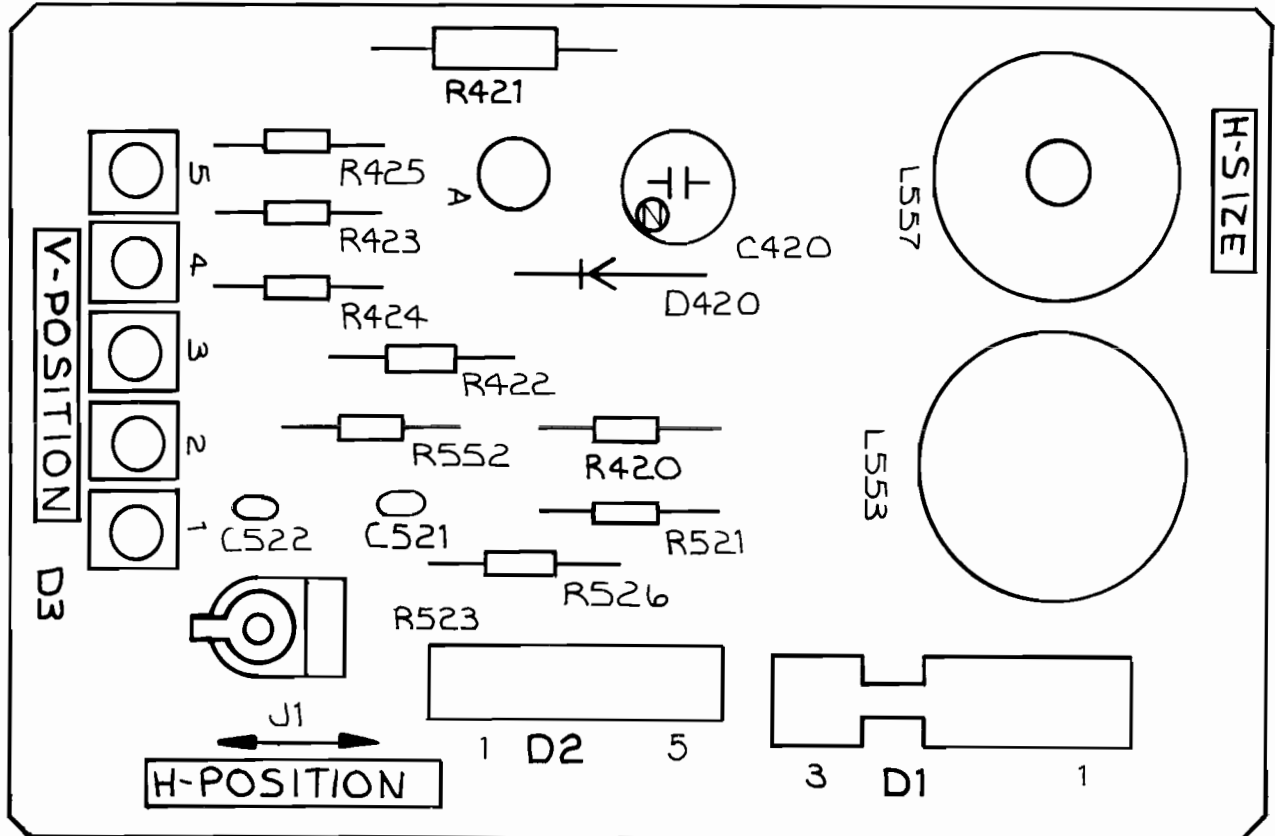 R421
H-SIZE
5
R425
A
N
L557
R423
C420
4
V-POSITION
R424
D420
3
R422
2
R552
R420
L553
1
C522
C521
R521
D3
R526
R523
J1
1 D2 5
3 D1 1
H-POSITION